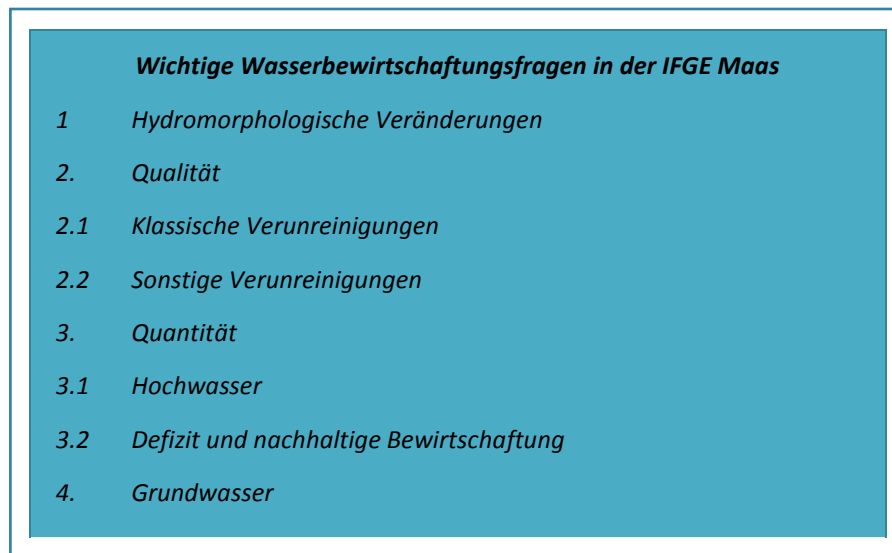 Wichtige Wasserbewirtschaftungsfragen in der IFGE Maas
1 Hydromorphologische Veränderungen
2. Qualität
2.1 Klassische Verunreinigungen
2.2 Sonstige Verunreinigungen
3. Quantität
3.1 Hochwasser
3.2 Defizit und nachhaltige Bewirtschaftung
4. Grundwasser